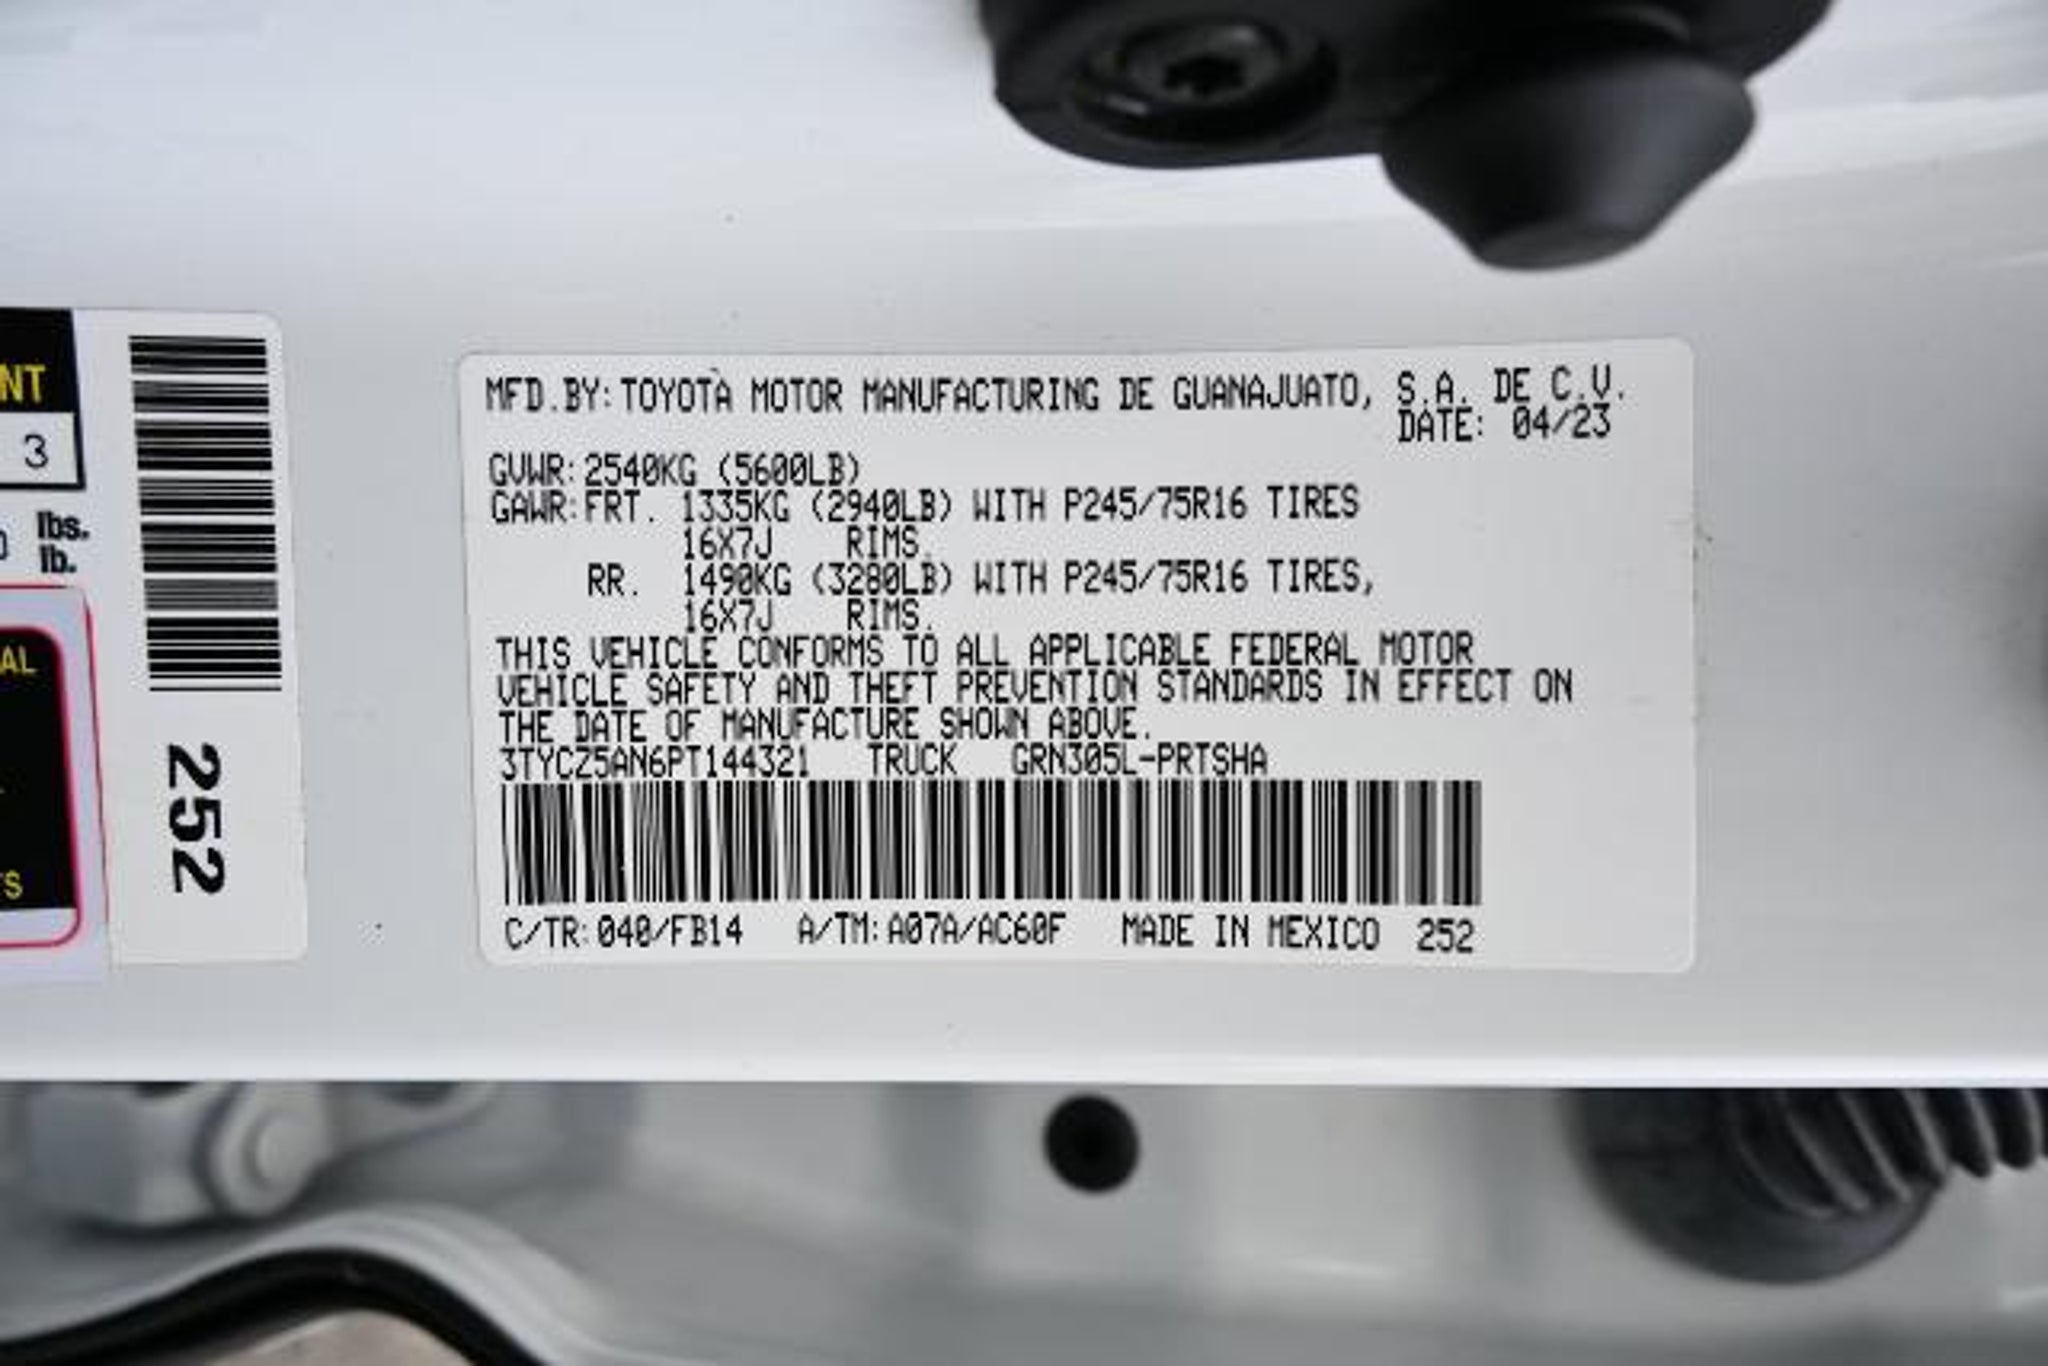 NT
3
lbs.
lb.
AL
TS
252
MFD.BY:TOYOTA MOTOR MANUFACTURING DE GUANAJUATO, S.A. DE C.V.
DATE: 04/23
GVWR:2540KG (5600LB)
GAWR:FRT. 1335KG (2940LB) WITH P245/75R16 TIRES
16X7J RIMS.
RR. 1490KG (3280LB) WITH P245/75R16 TIRES,
16X7J RIMS.
THIS VEHICLE CONFORMS TO ALL APPLICABLE FEDERAL MOTOR
VEHICLE SAFETY AND THEFT PREVENTION STANDARDS IN EFFECT ON
THE DATE OF MANUFACTURE SHOWN ABOVE.
3TYCZ5AN6PT144321 TRUCK GRN305L-PRTSHA
C/TR:040/FB14 A/TM:A07A/AC60F MADE IN MEXICO 252